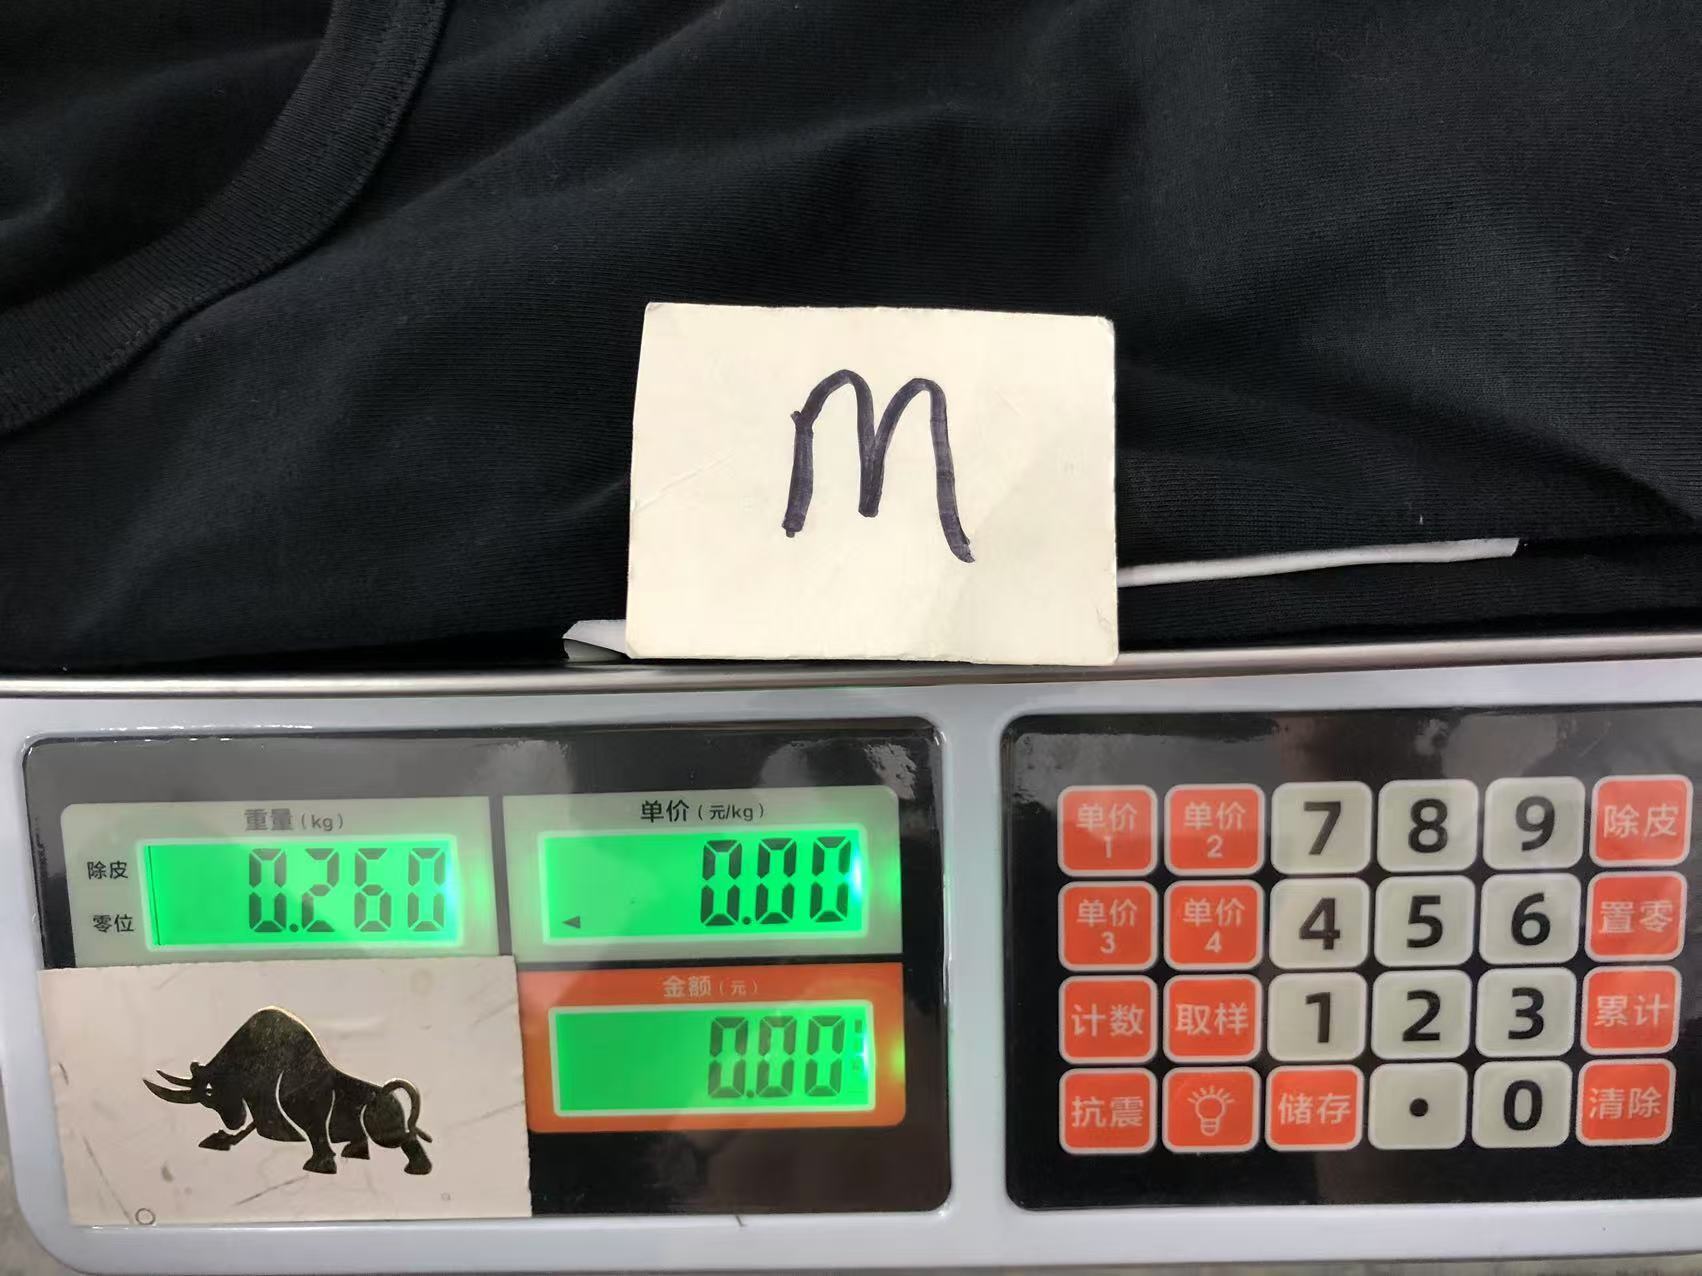 M
重量(kg)
除皮
零位
0.260
单价(元/kg)
0.00
金额(元)
0.00
单价1 单价2 7 8 9 除皮
单价3 单价4 4 5 6 置零
计数 取样 1 2 3 累计
抗震 储存 • 0 清除